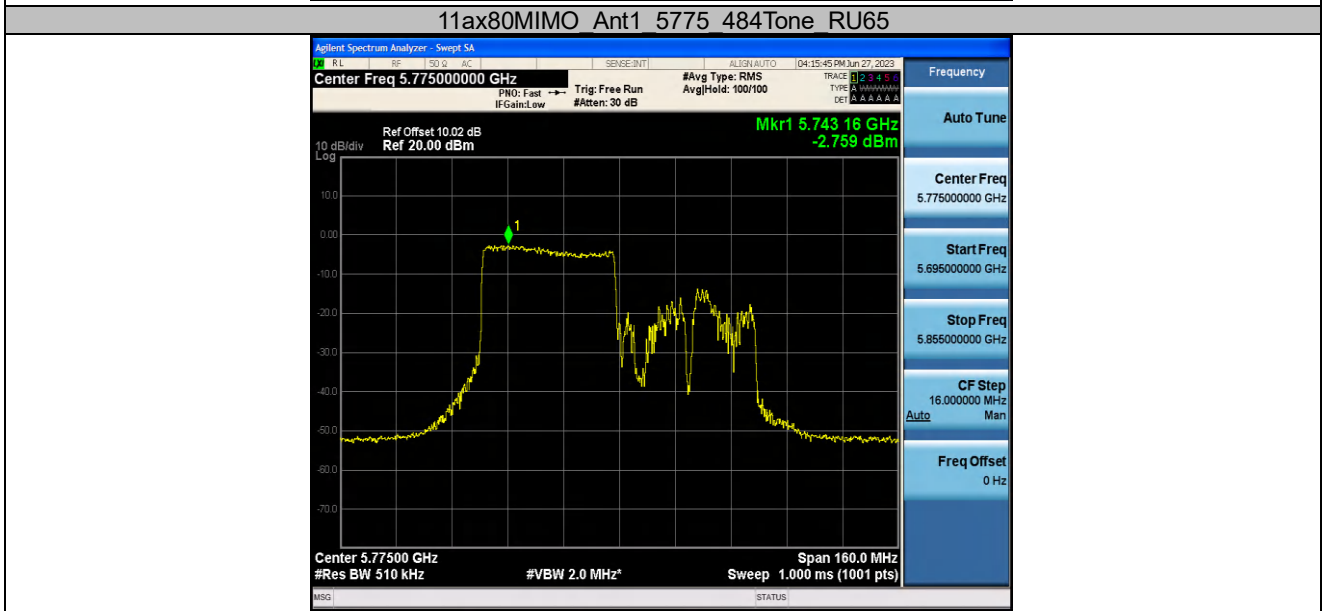 11ax80MIMO_Ant1_5775_484Tone_RU65
Agilent Spectrum Analyzer - Swept SA
RL RF 50 Ω AC SENSE:INT ALIGN AUTO 04:15:45 PM Jun 27, 2023
Center Freq 5.775000000 GHz
PNO: Fast
IFGain:Low
Trig: Free Run
#Atten: 30 dB
#Avg Type: RMS
Avg|Hold: 100/100
TRACE 1 2 3 4 5 6
TYPE A WWWWW
DET A A A A A A
Mkr1 5.743 16 GHz
-2.759 dBm
Ref Offset 10.02 dB
10 dB/div Ref 20.00 dBm
Log
10.0
0.00
-10.0
-20.0
-30.0
-40.0
-50.0
-60.0
-70.0
1
Center 5.77500 GHz Span 160.0 MHz
#Res BW 510 kHz #VBW 2.0 MHz* Sweep 1.000 ms (1001 pts)
MSG STATUS
Frequency
Auto Tune
Center Freq
5.775000000 GHz
Start Freq
5.695000000 GHz
Stop Freq
5.855000000 GHz
CF Step
16.000000 MHz
Auto Man
Freq Offset
0 Hz